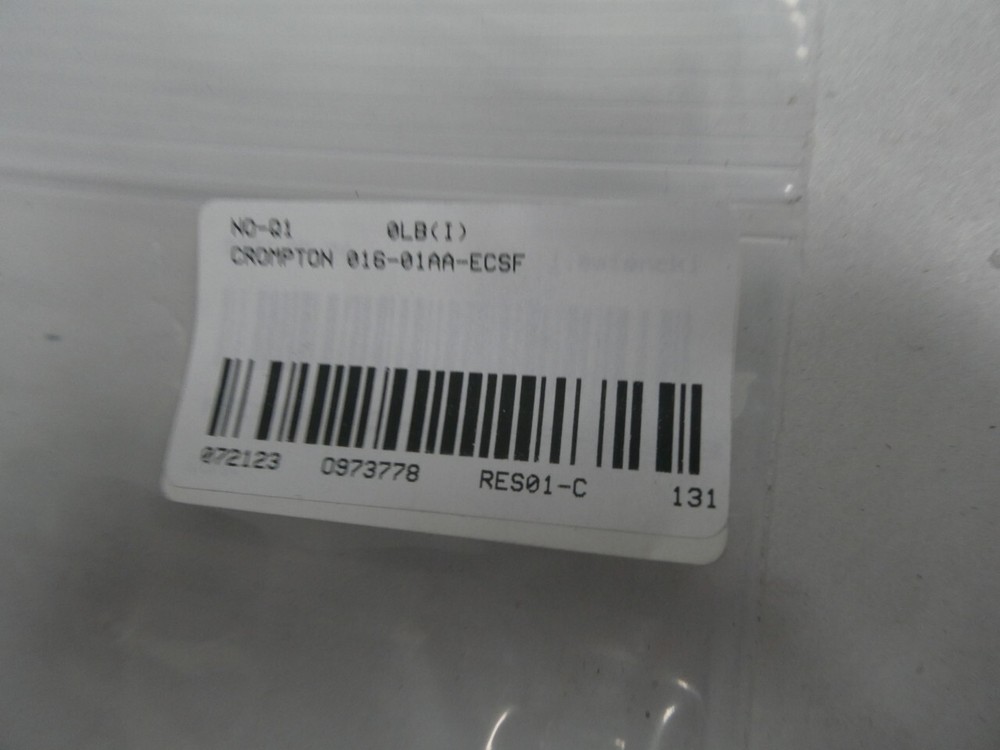 NO-Q1 0LB(I)
CROMPTON 016-01AA-ECSF
072123 0973778 RES01-C 131